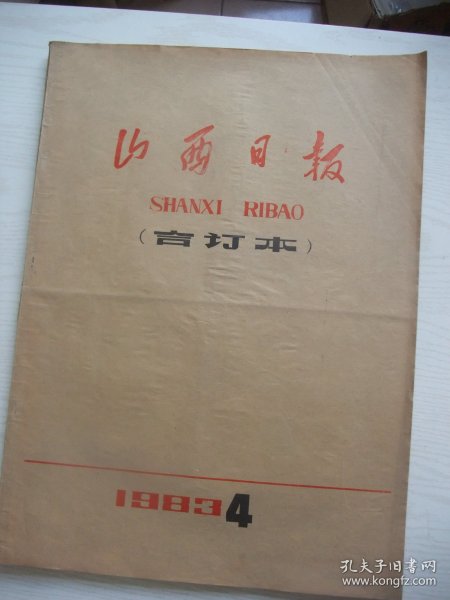 山西日报
SHANXI RIBAO
(合订本)
1983 4
孔夫子旧书网
www.kongfz.com